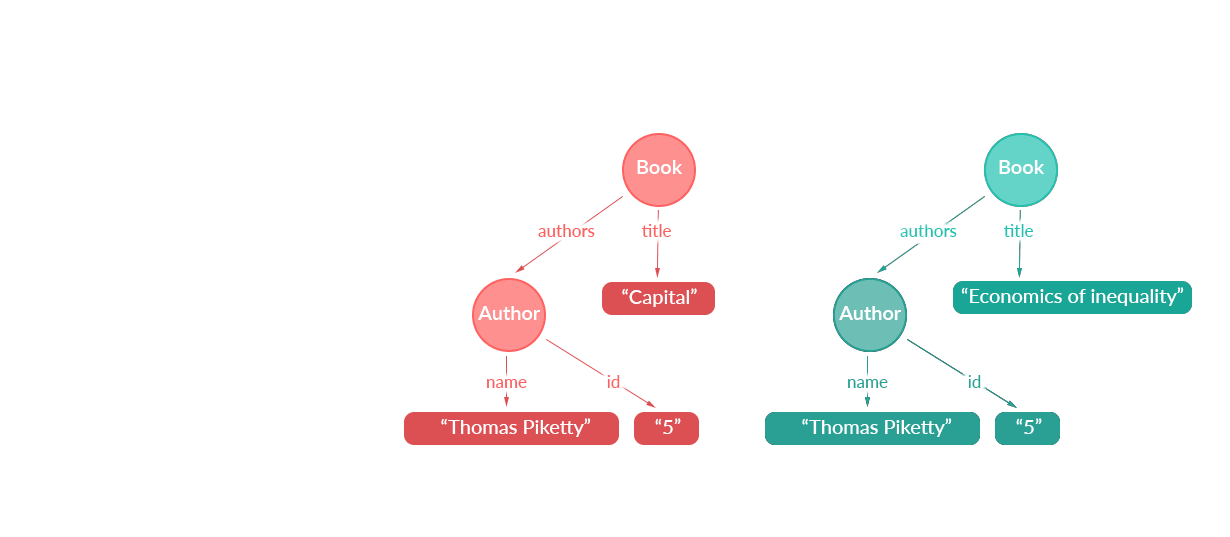 Book
authors
title
“Capital”
Author
name
id
“Thomas Piketty”
“5”
Book
authors
title
“Economics of inequality”
Author
name
id
“Thomas Piketty”
“5”